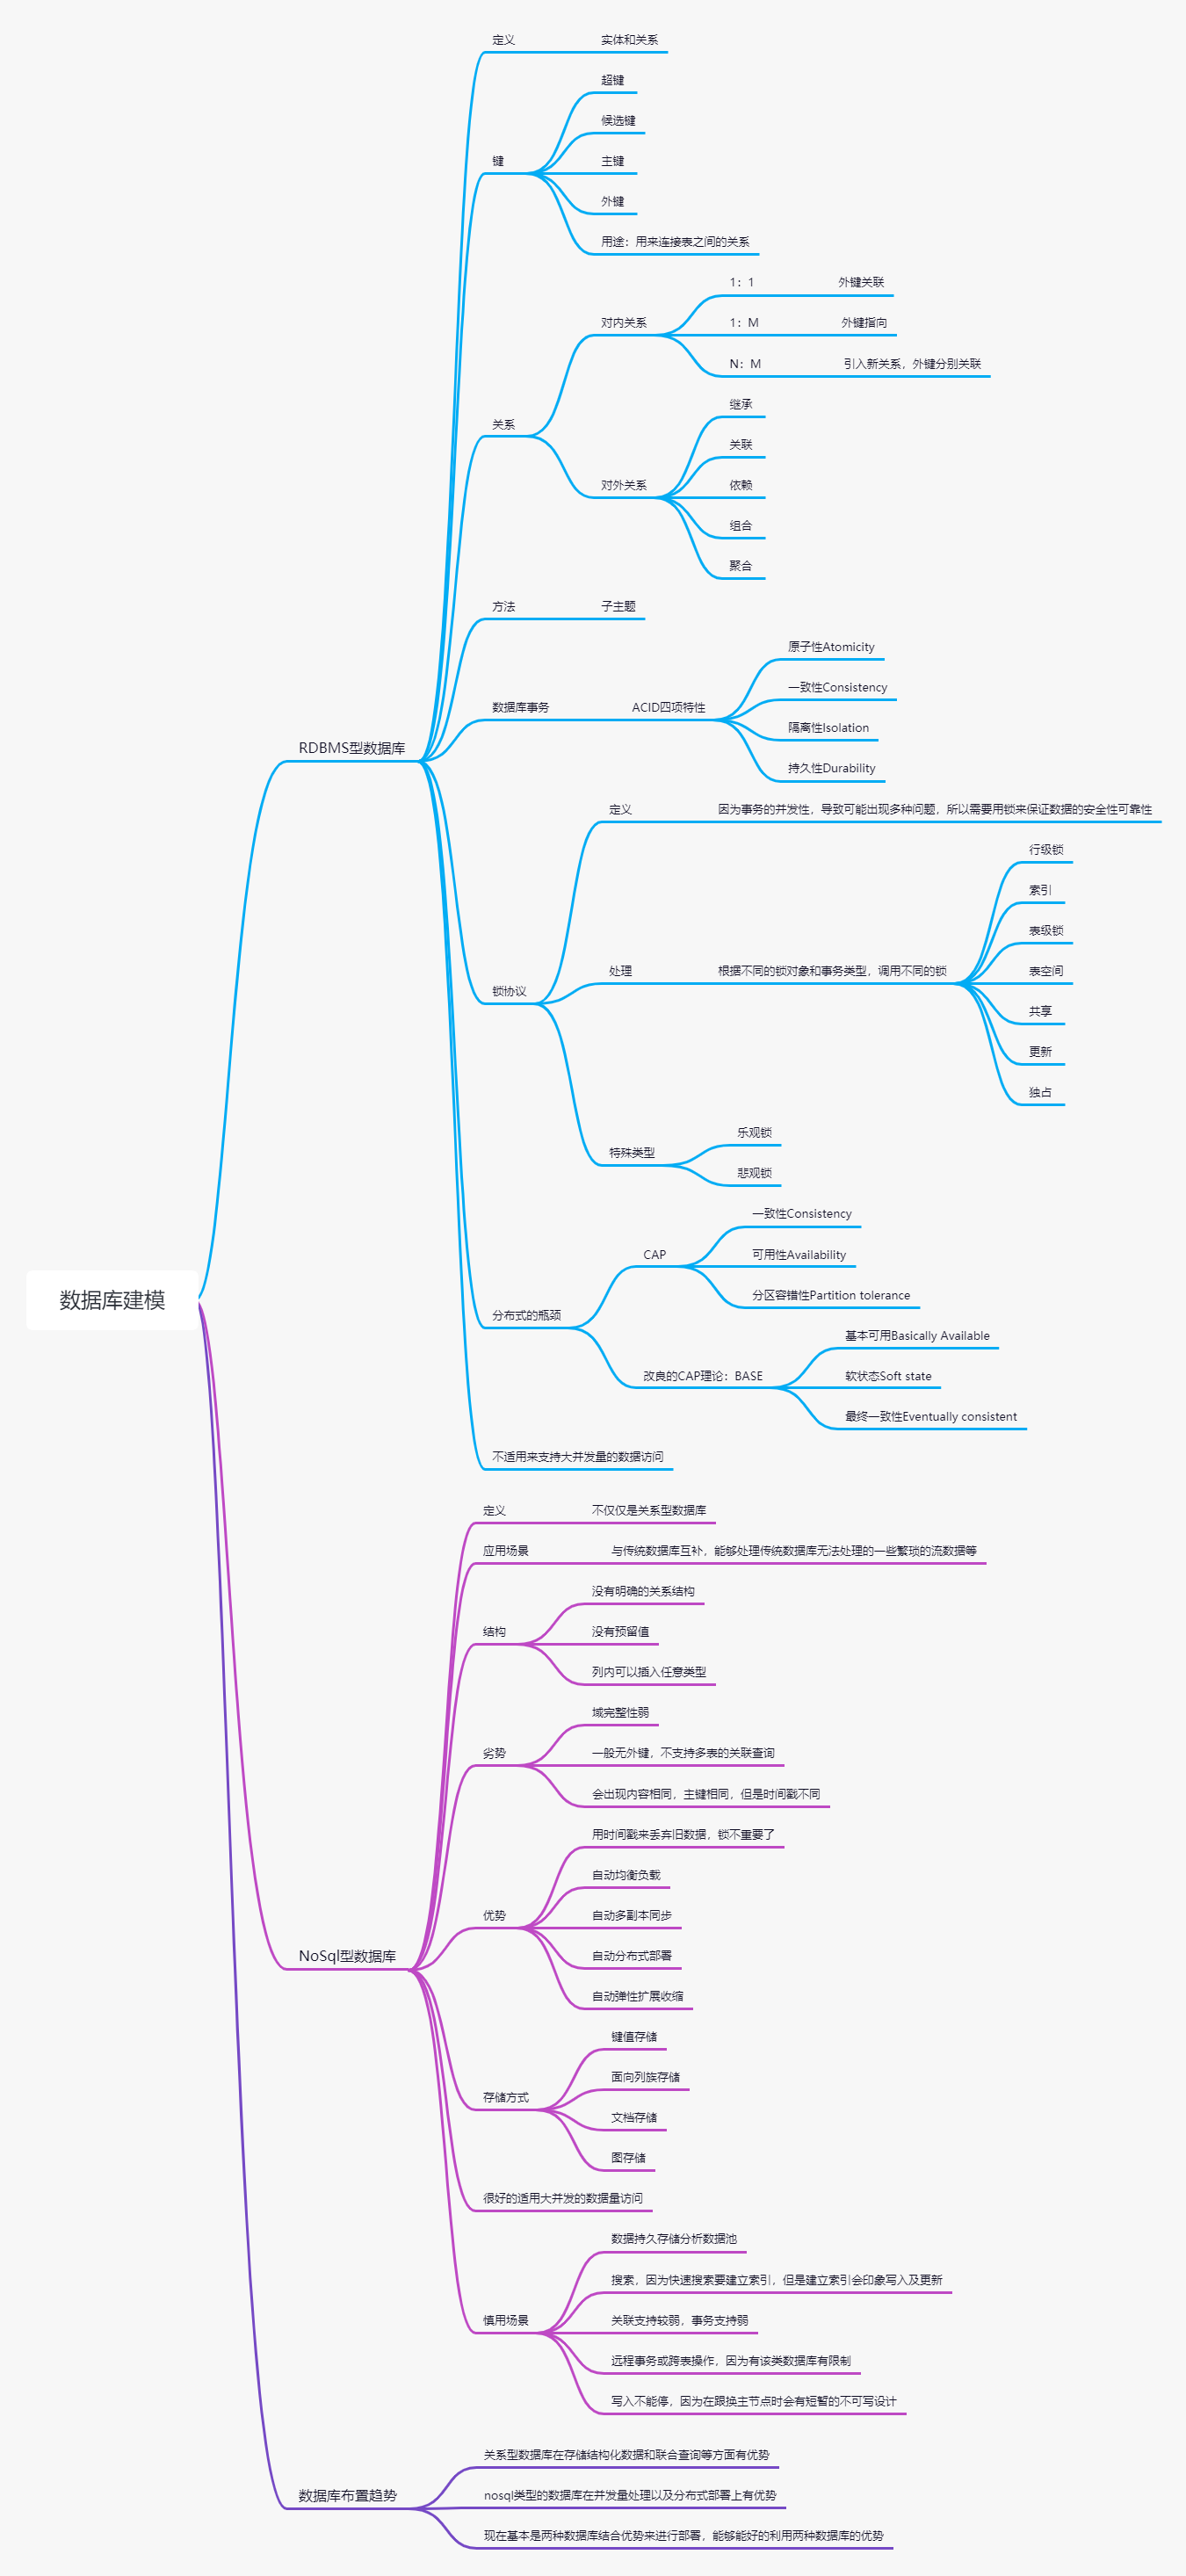 数据库建模
RDBMS型数据库
定义
实体和关系
键
超键
候选键
主键
外键
用途：用来连接表之间的关系
关系
对内关系
1：1
外键关联
1：M
外键指向
N：M
引入新关系，外键分别关联
对外关系
继承
关联
依赖
组合
聚合
方法
子主题
数据库事务
ACID四项特性
原子性Atomicity
一致性Consistency
隔离性Isolation
持久性Durability
锁协议
定义
因为事务的并发性，导致可能出现多种问题，所以需要用锁来保证数据的安全性可靠性
处理
根据不同的锁对象和事务类型，调用不同的锁
行级锁
索引
表级锁
表空间
共享
更新
独占
特殊类型
乐观锁
悲观锁
分布式的瓶颈
CAP
一致性Consistency
可用性Availability
分区容错性Partition tolerance
改良的CAP理论：BASE
基本可用Basically Available
软状态Soft state
最终一致性Eventually consistent
不适用来支持大并发量的数据访问
NoSql型数据库
定义
不仅仅是关系型数据库
应用场景
与传统数据库互补，能够处理传统数据库无法处理的一些繁琐的流数据等
结构
没有明确的关系结构
没有预留值
列内可以插入任意类型
劣势
域完整性弱
一般无外键，不支持多表的关联查询
会出现内容相同，主键相同，但是时间戳不同
优势
用时间戳来丢弃旧数据，锁不重要了
自动均衡负载
自动多副本同步
自动分布式部署
自动弹性扩展收缩
存储方式
键值存储
面向列族存储
文档存储
图存储
很好的适用大并发的数据量访问
慎用场景
数据持久存储分析数据池
搜索，因为快速搜索要建立索引，但是建立索引会印象写入及更新
关联支持较弱，事务支持弱
远程事务或跨表操作，因为有该类数据库有限制
写入不能停，因为在跟换主节点时会有短暂的不可写设计
数据库布置趋势
关系型数据库在存储结构化数据和联合查询等方面有优势
nosql类型的数据库在并发量处理以及分布式部署上有优势
现在基本是两种数据库结合优势来进行部署，能够能好的利用两种数据库的优势